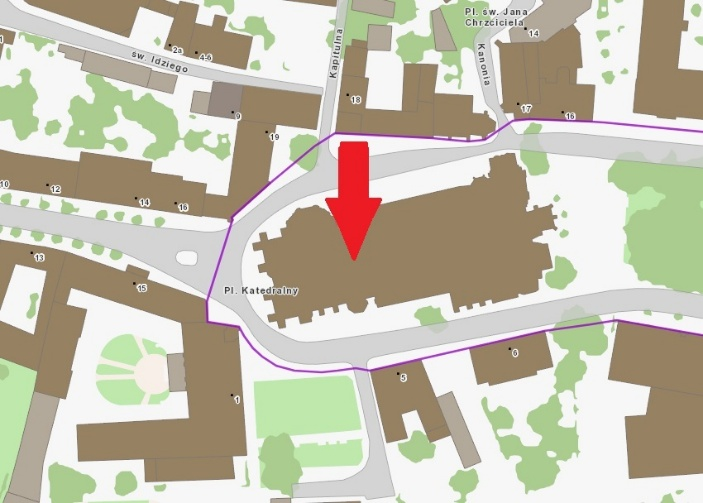 Pl. św. Jana
Chrzciciela
14
Kapitulna
Kanonia
2a
4-6
św. Idziego
18
17
16
9
19
10
12
14
16
13
15
Pl. Katedralny
6
5
1